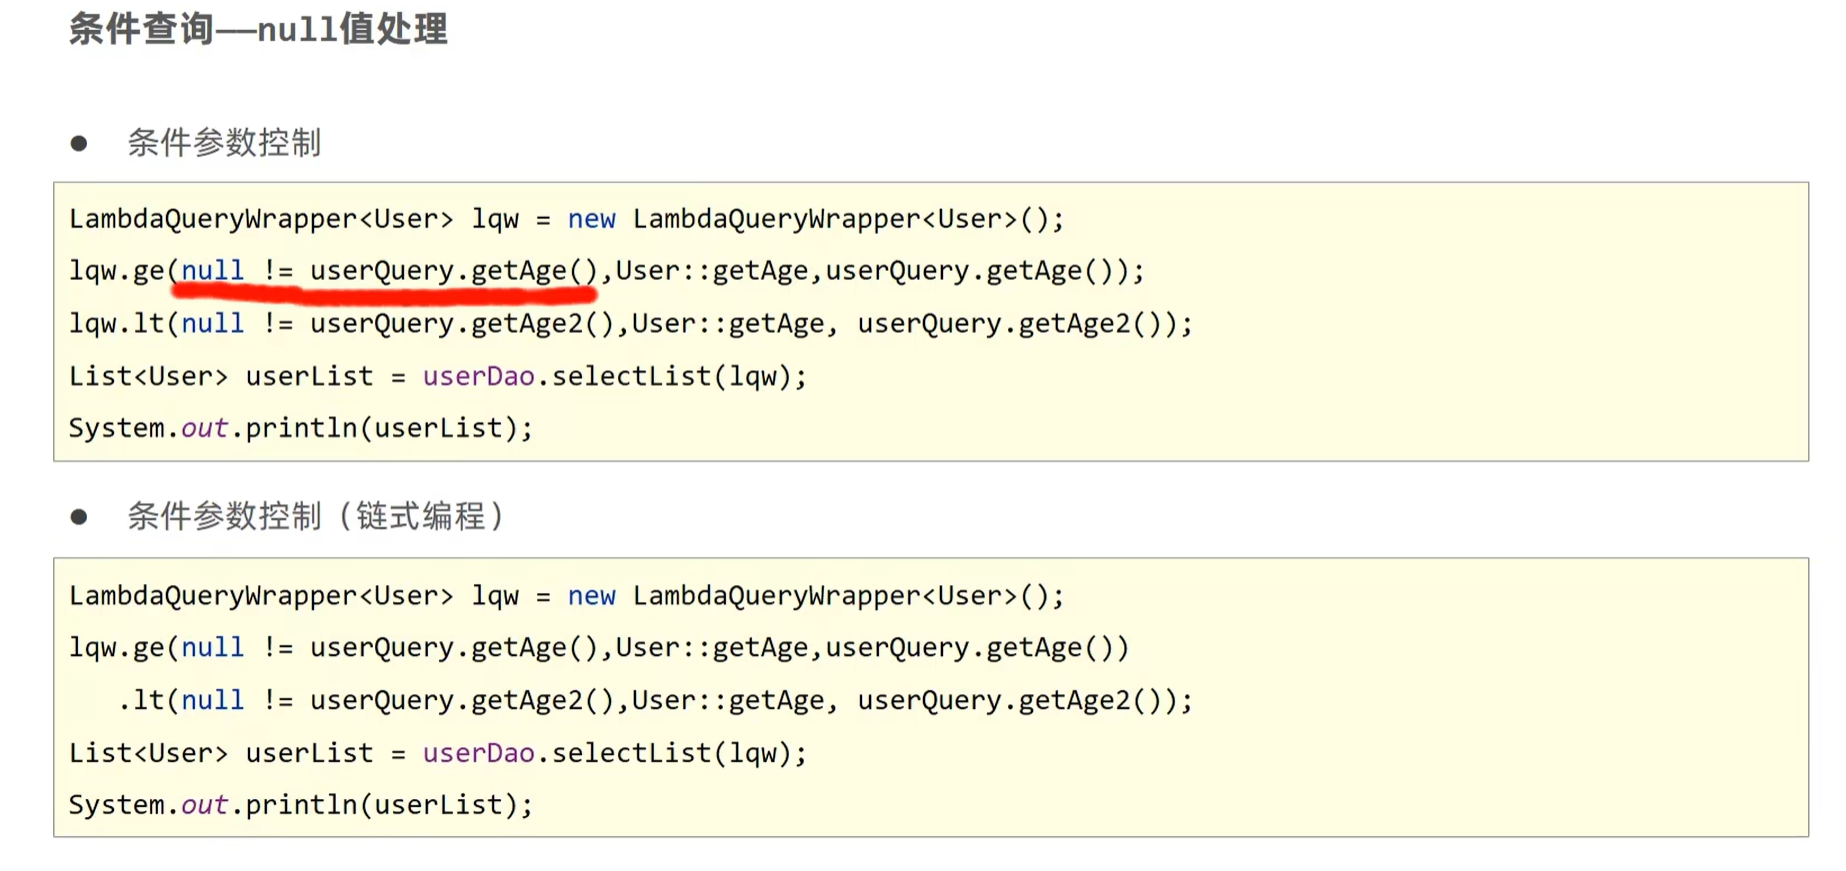 条件查询——null值处理
● 条件参数控制
LambdaQueryWrapper<User> lqw = new LambdaQueryWrapper<User>();
lqw.ge(null != userQuery.getAge(),User::getAge,userQuery.getAge());
lqw.lt(null != userQuery.getAge2(),User::getAge, userQuery.getAge2());
List<User> userList = userDao.selectList(lqw);
System.out.println(userList);
● 条件参数控制（链式编程）
LambdaQueryWrapper<User> lqw = new LambdaQueryWrapper<User>();
lqw.ge(null != userQuery.getAge(),User::getAge,userQuery.getAge())
   .lt(null != userQuery.getAge2(),User::getAge, userQuery.getAge2());
List<User> userList = userDao.selectList(lqw);
System.out.println(userList);